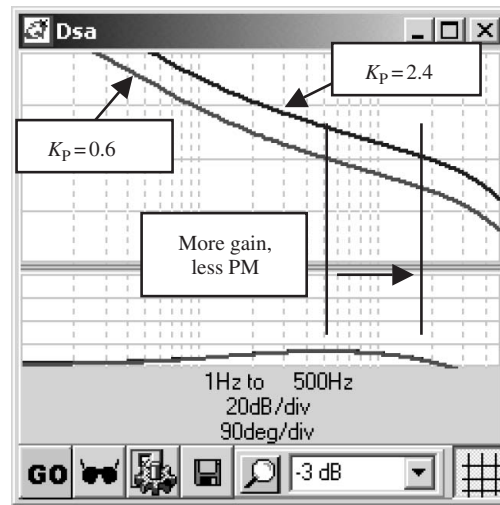 Dsa
K_P = 2.4
K_P = 0.6
More gain,
less PM
1Hz to 500Hz
20dB/div
90deg/div
GO
-3 dB